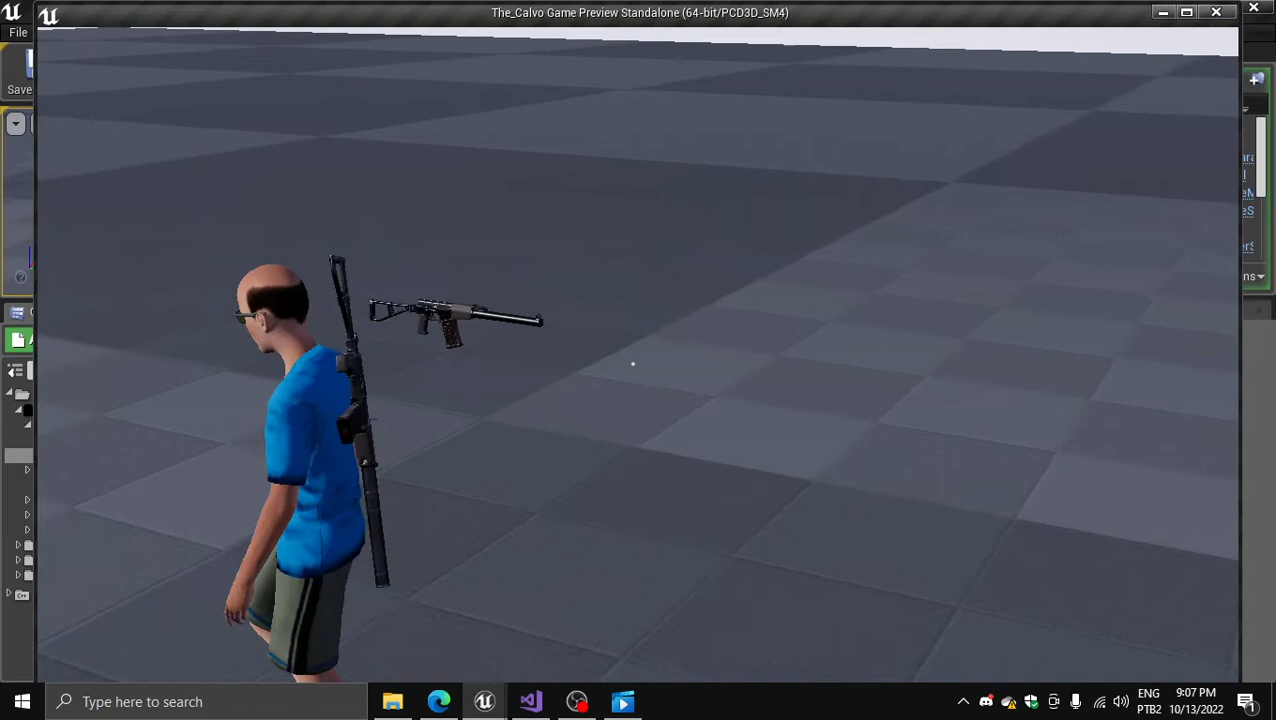 The_Calvo Game Preview Standalone (64-bit/PCD3D_SM4)
File
Save
Type here to search
ENG
PTB2
9:07 PM
10/13/2022
1